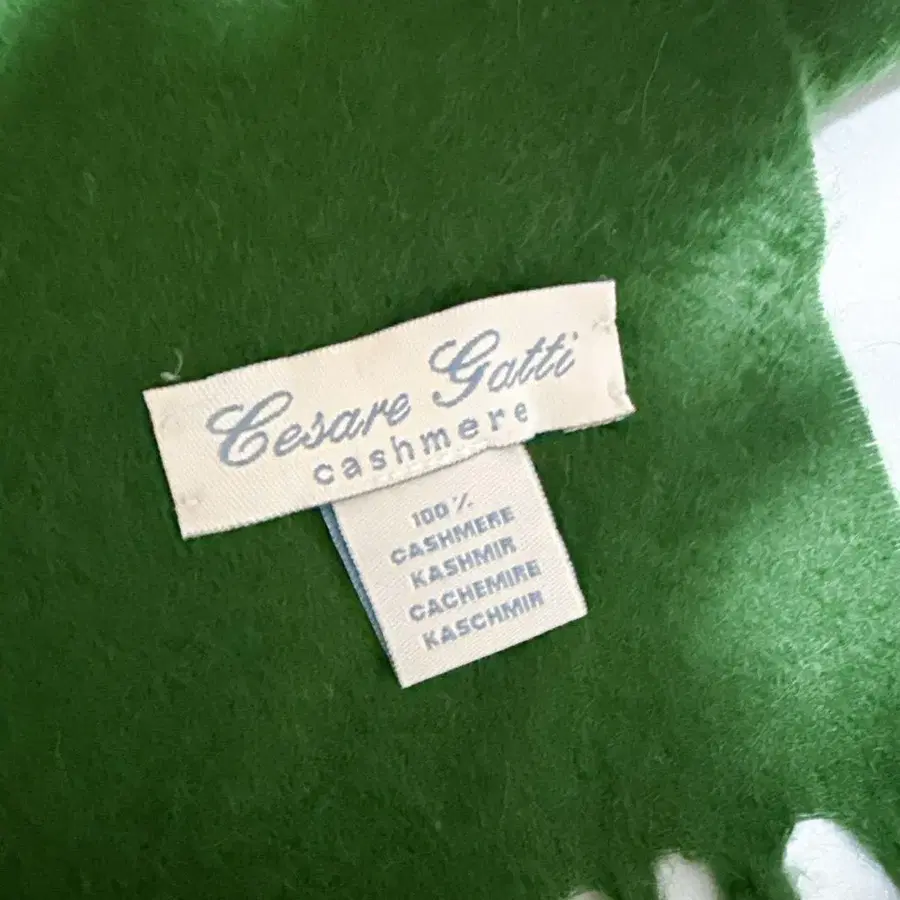 Cesare Gatti
cashmere
100%
CASHMERE
KASHMIR
CACHEMIRE
KASCHMIR